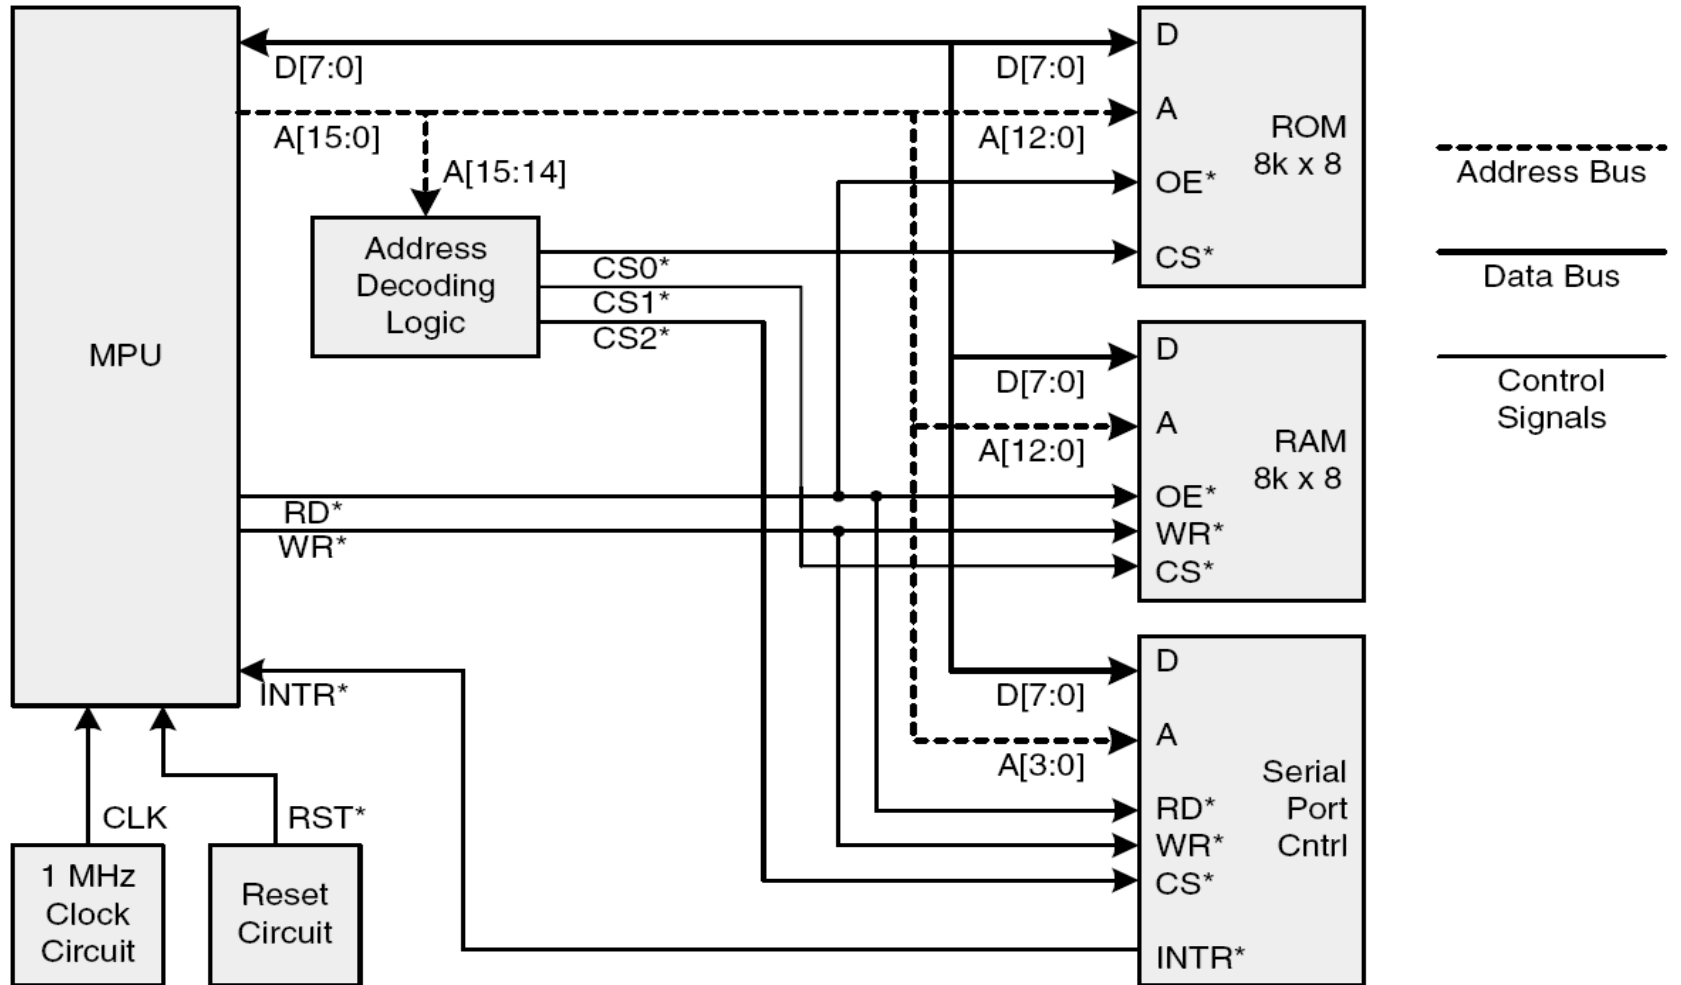 MPU
D[7:0]
A[15:0]
A[15:14]
Address
Decoding
Logic
CS0*
CS1*
CS2*
RD*
WR*
INTR*
CLK
RST*
1 MHz
Clock
Circuit
Reset
Circuit
D[7:0]
A[12:0]
D
A
OE*
CS*
ROM
8k x 8
D[7:0]
A[12:0]
D
A
OE*
WR*
CS*
RAM
8k x 8
D[7:0]
A[3:0]
D
A
RD*
WR*
CS*
INTR*
Serial
Port
Cntrl
Address Bus
Data Bus
Control
Signals